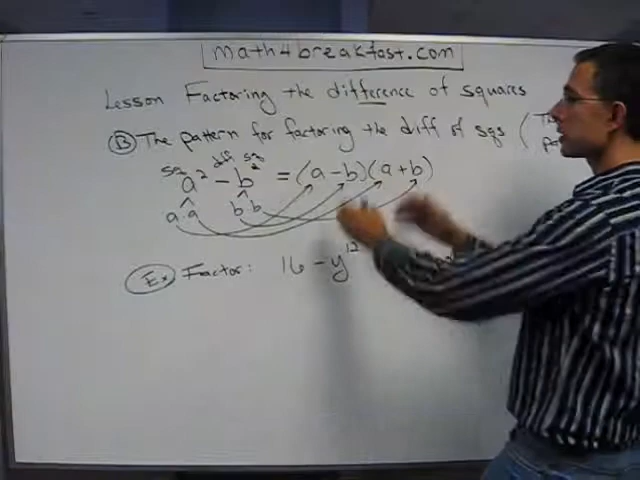 math4breakfast.com
Lesson Factoring the difference of squares
B The pattern for factoring the diff of sqs (
sq diff sq
a² - b² = (a - b)(a + b)
a·a b·b
Ex Factor: 16 - y¹²